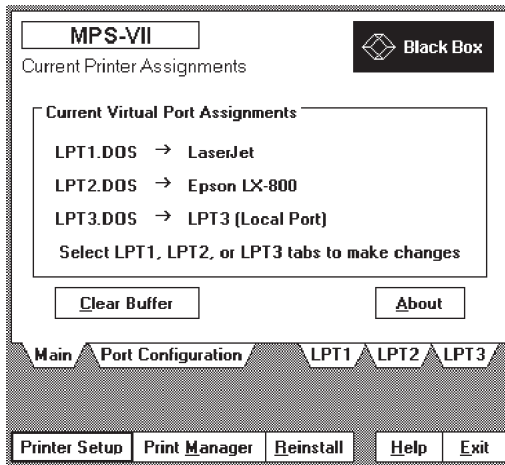 MPS-VII
Black Box
Current Printer Assignments
Current Virtual Port Assignments
LPT1.DOS → LaserJet
LPT2.DOS → Epson LX-800
LPT3.DOS → LPT3 (Local Port)
Select LPT1, LPT2, or LPT3 tabs to make changes
Clear Buffer About
Main Port Configuration LPT1 LPT2 LPT3
Printer Setup Print Manager Reinstall Help Exit